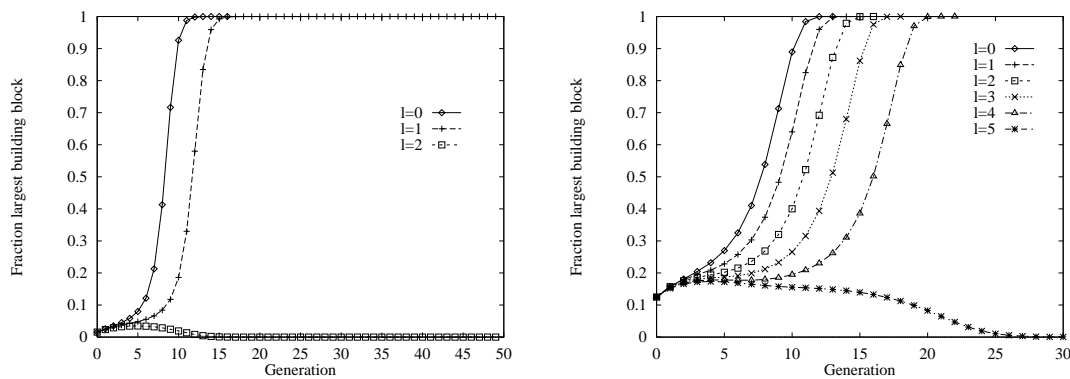 Fraction largest building block
1
0.9
0.8
0.7
0.6
0.5
0.4
0.3
0.2
0.1
0
0 5 10 15 20 25 30 35 40 45 50
Generation
l=0
l=1
l=2
Fraction largest building block
1
0.9
0.8
0.7
0.6
0.5
0.4
0.3
0.2
0.1
0
0 5 10 15 20 25 30
Generation
l=0
l=1
l=2
l=3
l=4
l=5